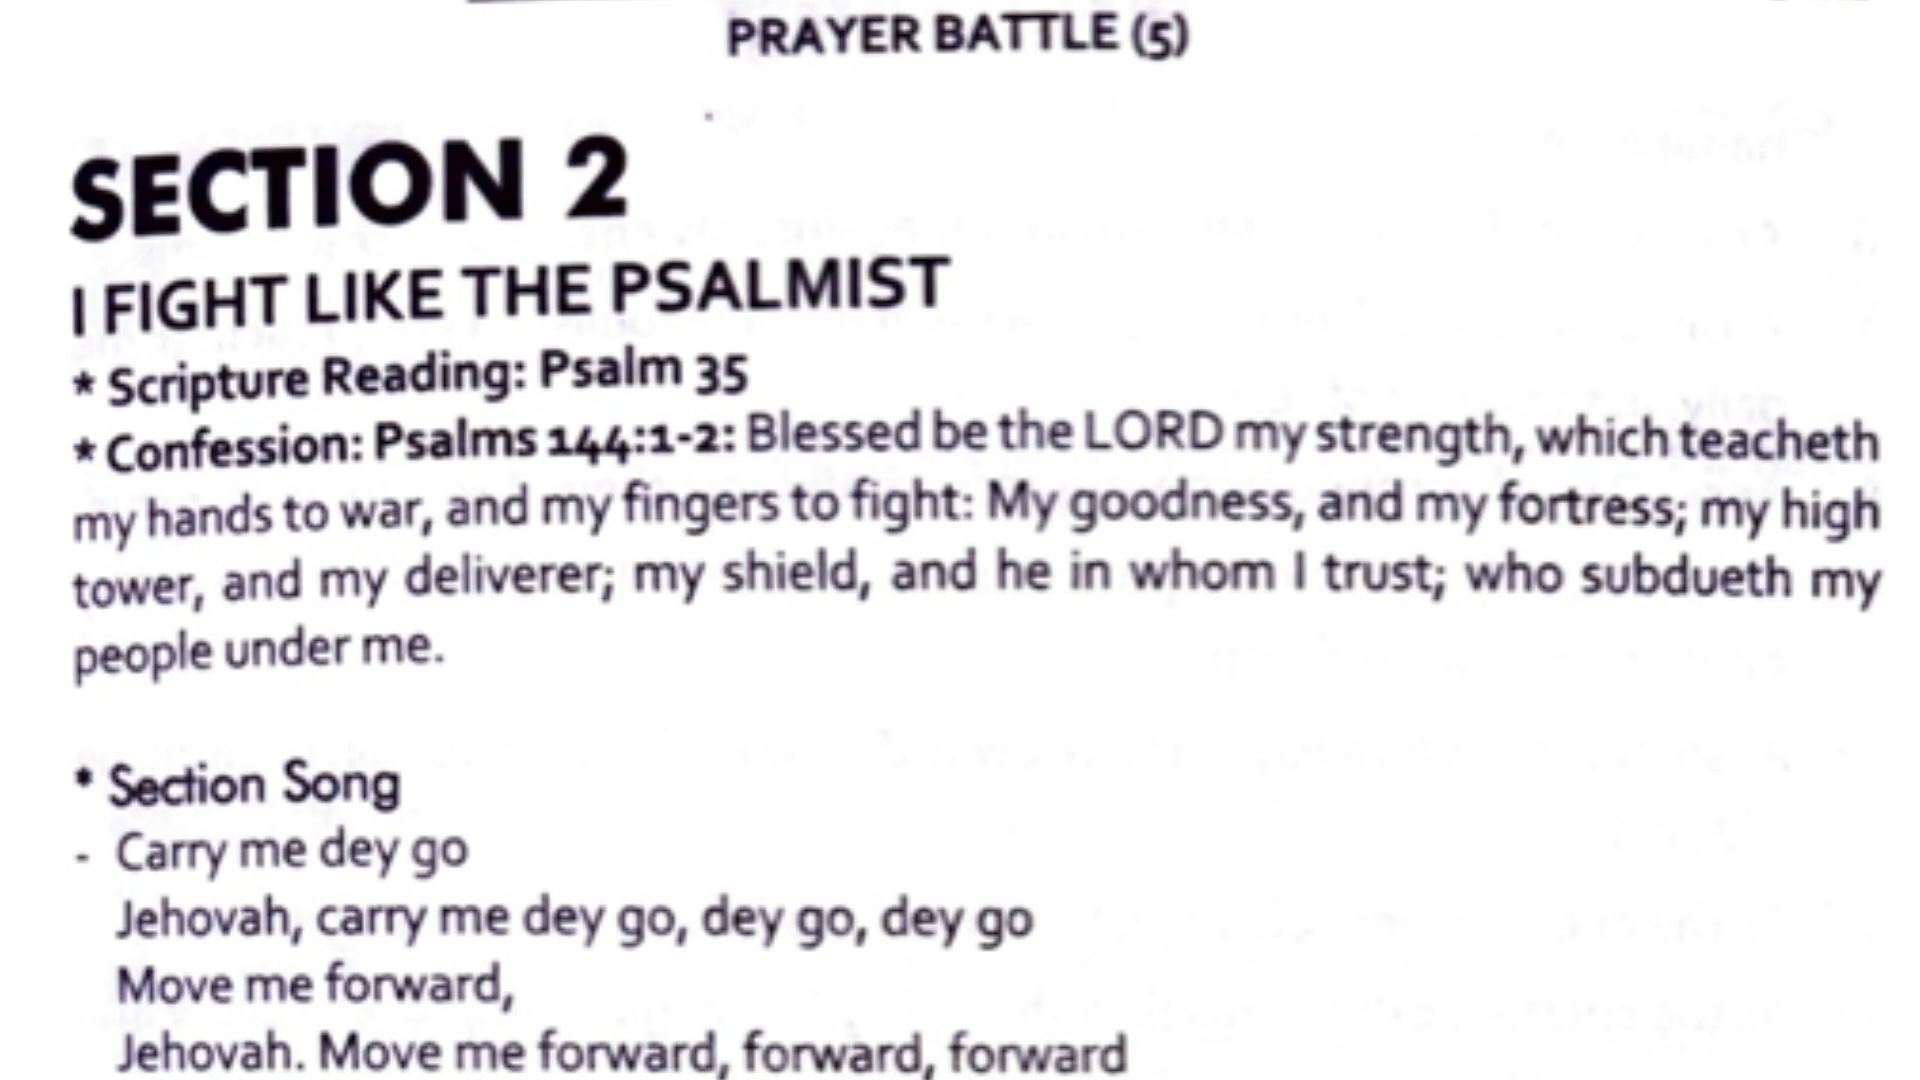 PRAYER BATTLE (5)
SECTION 2
I FIGHT LIKE THE PSALMIST
* Scripture Reading: Psalm 35
* Confession: Psalms 144:1-2: Blessed be the LORD my strength, which teacheth
my hands to war, and my fingers to fight: My goodness, and my fortress; my high
tower, and my deliverer; my shield, and he in whom I trust; who subdueth my
people under me.
* Section Song
- Carry me dey go
Jehovah, carry me dey go, dey go, dey go
Move me forward,
Jehovah. Move me forward, forward, forward